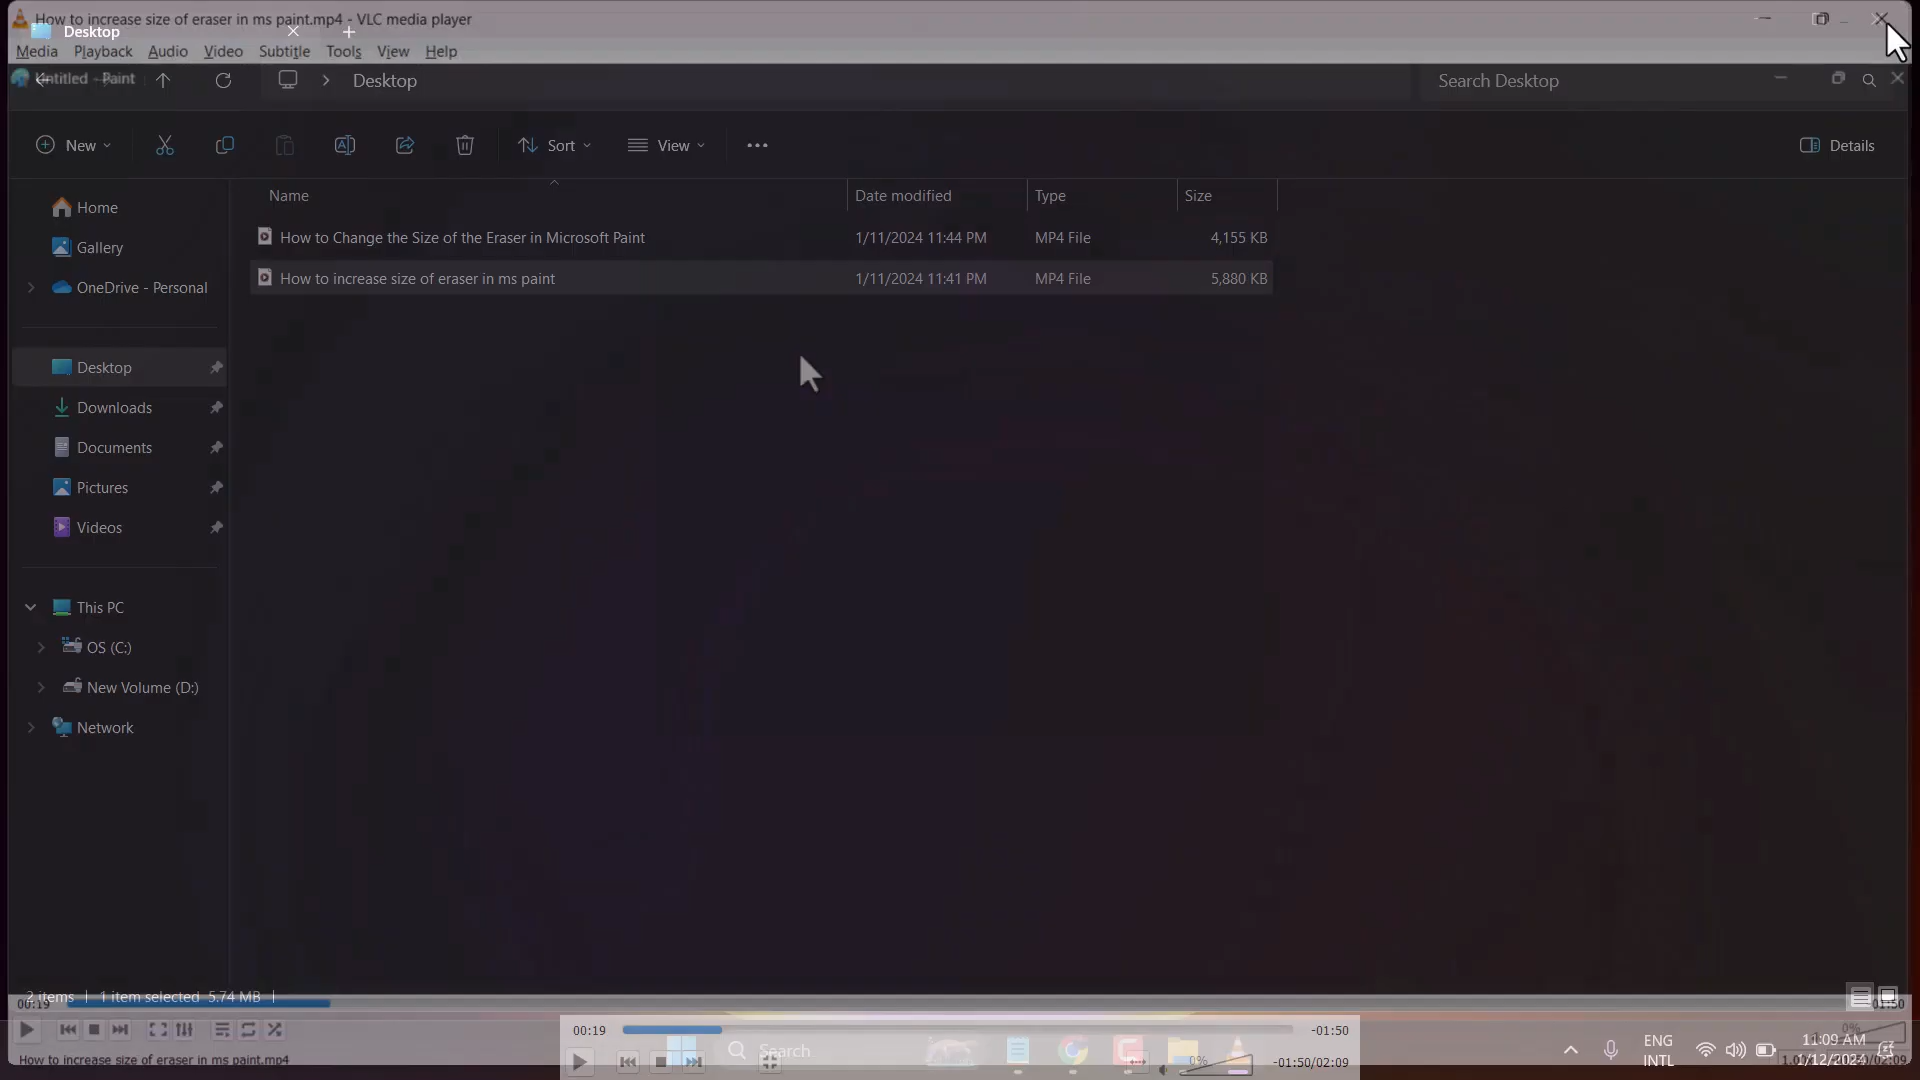 How to increase size of eraser in ms paint.mp4 - VLC media player
Desktop
Media Playback Audio Video Subtitle Tools View Help
Untitled - Paint
Desktop
Search Desktop
New
Sort
View
Details
Name
Date modified
Type
Size
How to Change the Size of the Eraser in Microsoft Paint 1/11/2024 11:44 PM MP4 File 4,155 KB
How to increase size of eraser in ms paint 1/11/2024 11:41 PM MP4 File 5,880 KB
Home
Gallery
OneDrive - Personal
Desktop
Downloads
Documents
Pictures
Videos
This PC
OS (C:)
New Volume (D:)
Network
2 items 1 item selected 5.74 MB
00:19
-01:50
00:19
-01:50
Search
0%
-01:50/02:09
ENG
INTL
11:09 AM
1/12/2024
0%
How to increase size of eraser in ms paint.mp4